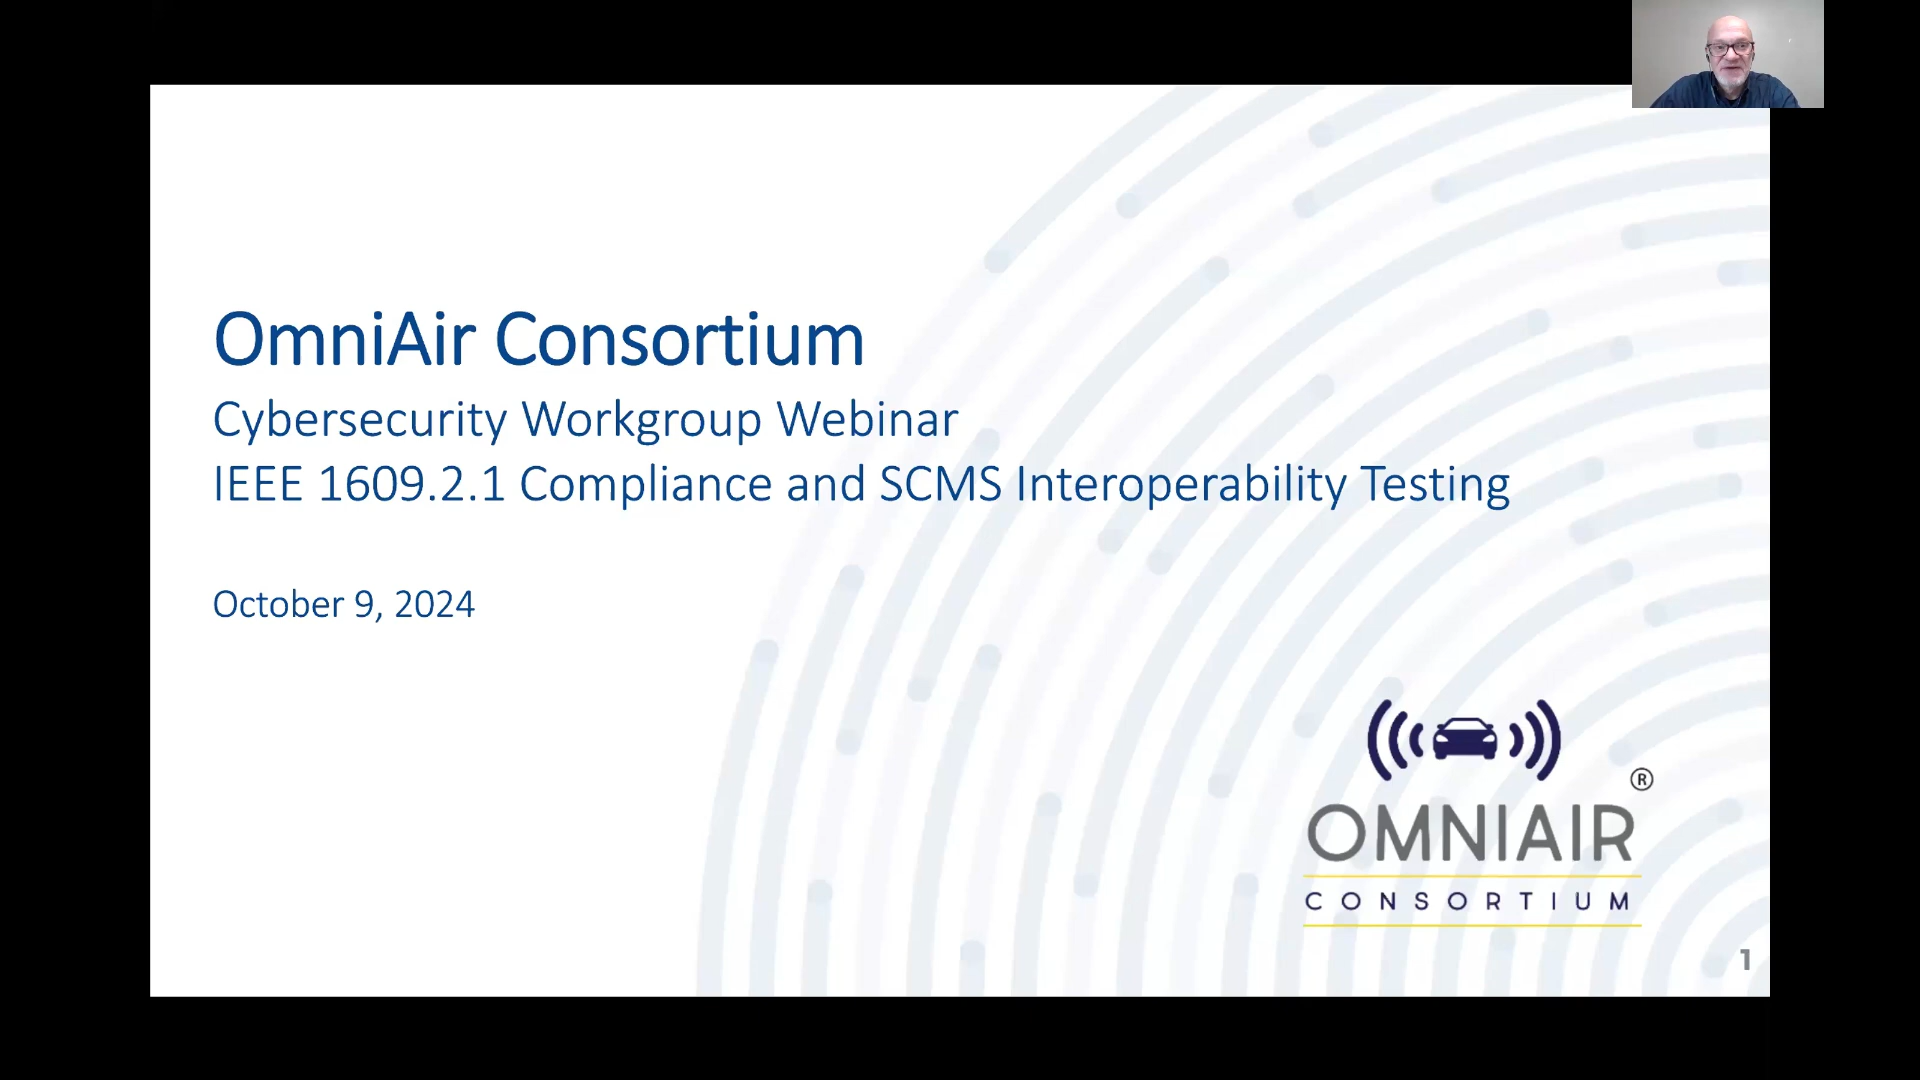 OmniAir Consortium
Cybersecurity Workgroup Webinar
IEEE 1609.2.1 Compliance and SCMS Interoperability Testing
October 9, 2024
®
OMNIAIR
CONSORTIUM
1